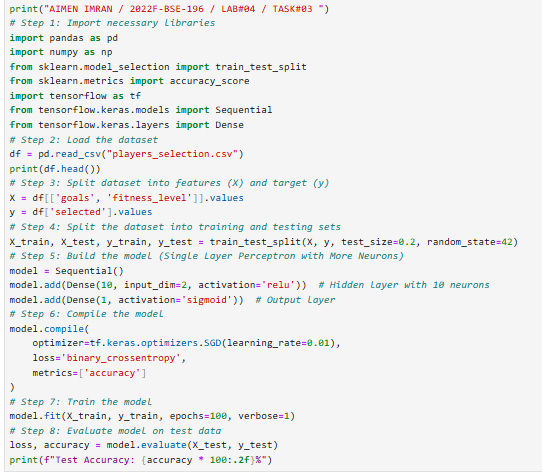 print("AIMEN IMRAN / 2022F-BSE-196 / LAB#04 / TASK#03 ")
# Step 1: Import necessary libraries
import pandas as pd
import numpy as np
from sklearn.model_selection import train_test_split
from sklearn.metrics import accuracy_score
import tensorflow as tf
from tensorflow.keras.models import Sequential
from tensorflow.keras.layers import Dense
# Step 2: Load the dataset
df = pd.read_csv("players_selection.csv")
print(df.head())
# Step 3: Split dataset into features (X) and target (y)
X = df[['goals', 'fitness_level']].values
y = df['selected'].values
# Step 4: Split the dataset into training and testing sets
X_train, X_test, y_train, y_test = train_test_split(X, y, test_size=0.2, random_state=42)
# Step 5: Build the model (Single Layer Perceptron with More Neurons)
model = Sequential()
model.add(Dense(10, input_dim=2, activation='relu'))  # Hidden Layer with 10 neurons
model.add(Dense(1, activation='sigmoid'))  # Output Layer
# Step 6: Compile the model
model.compile(
    optimizer=tf.keras.optimizers.SGD(learning_rate=0.01),
    loss='binary_crossentropy',
    metrics=['accuracy']
)
# Step 7: Train the model
model.fit(X_train, y_train, epochs=100, verbose=1)
# Step 8: Evaluate model on test data
loss, accuracy = model.evaluate(X_test, y_test)
print(f"Test Accuracy: {accuracy * 100:.2f}%")